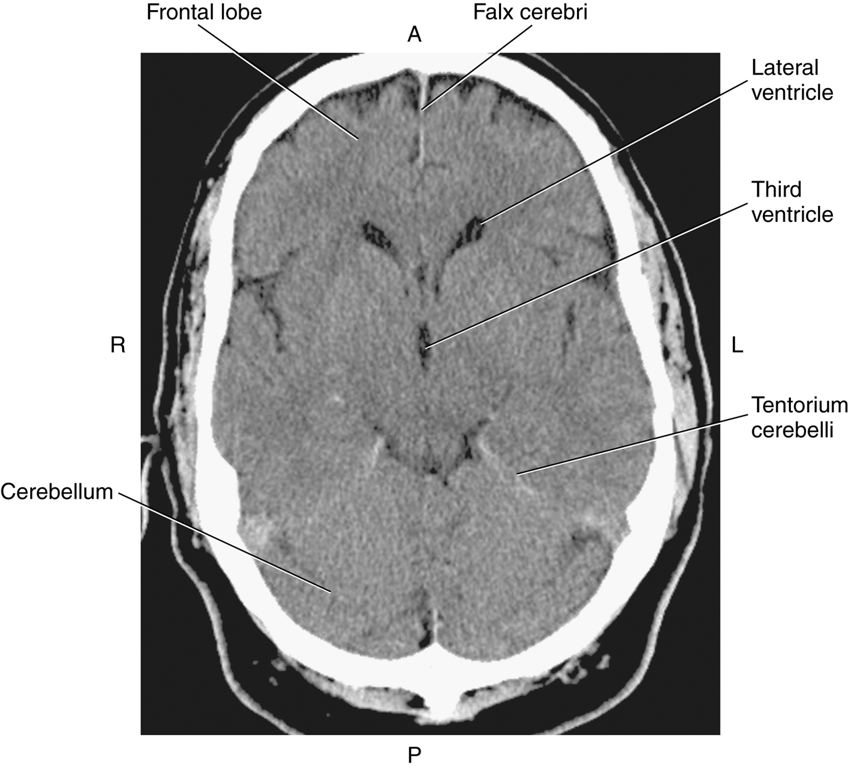 Frontal lobe
Falx cerebri
A
Lateral
ventricle
Third
ventricle
R
L
Tentorium
cerebelli
Cerebellum
P